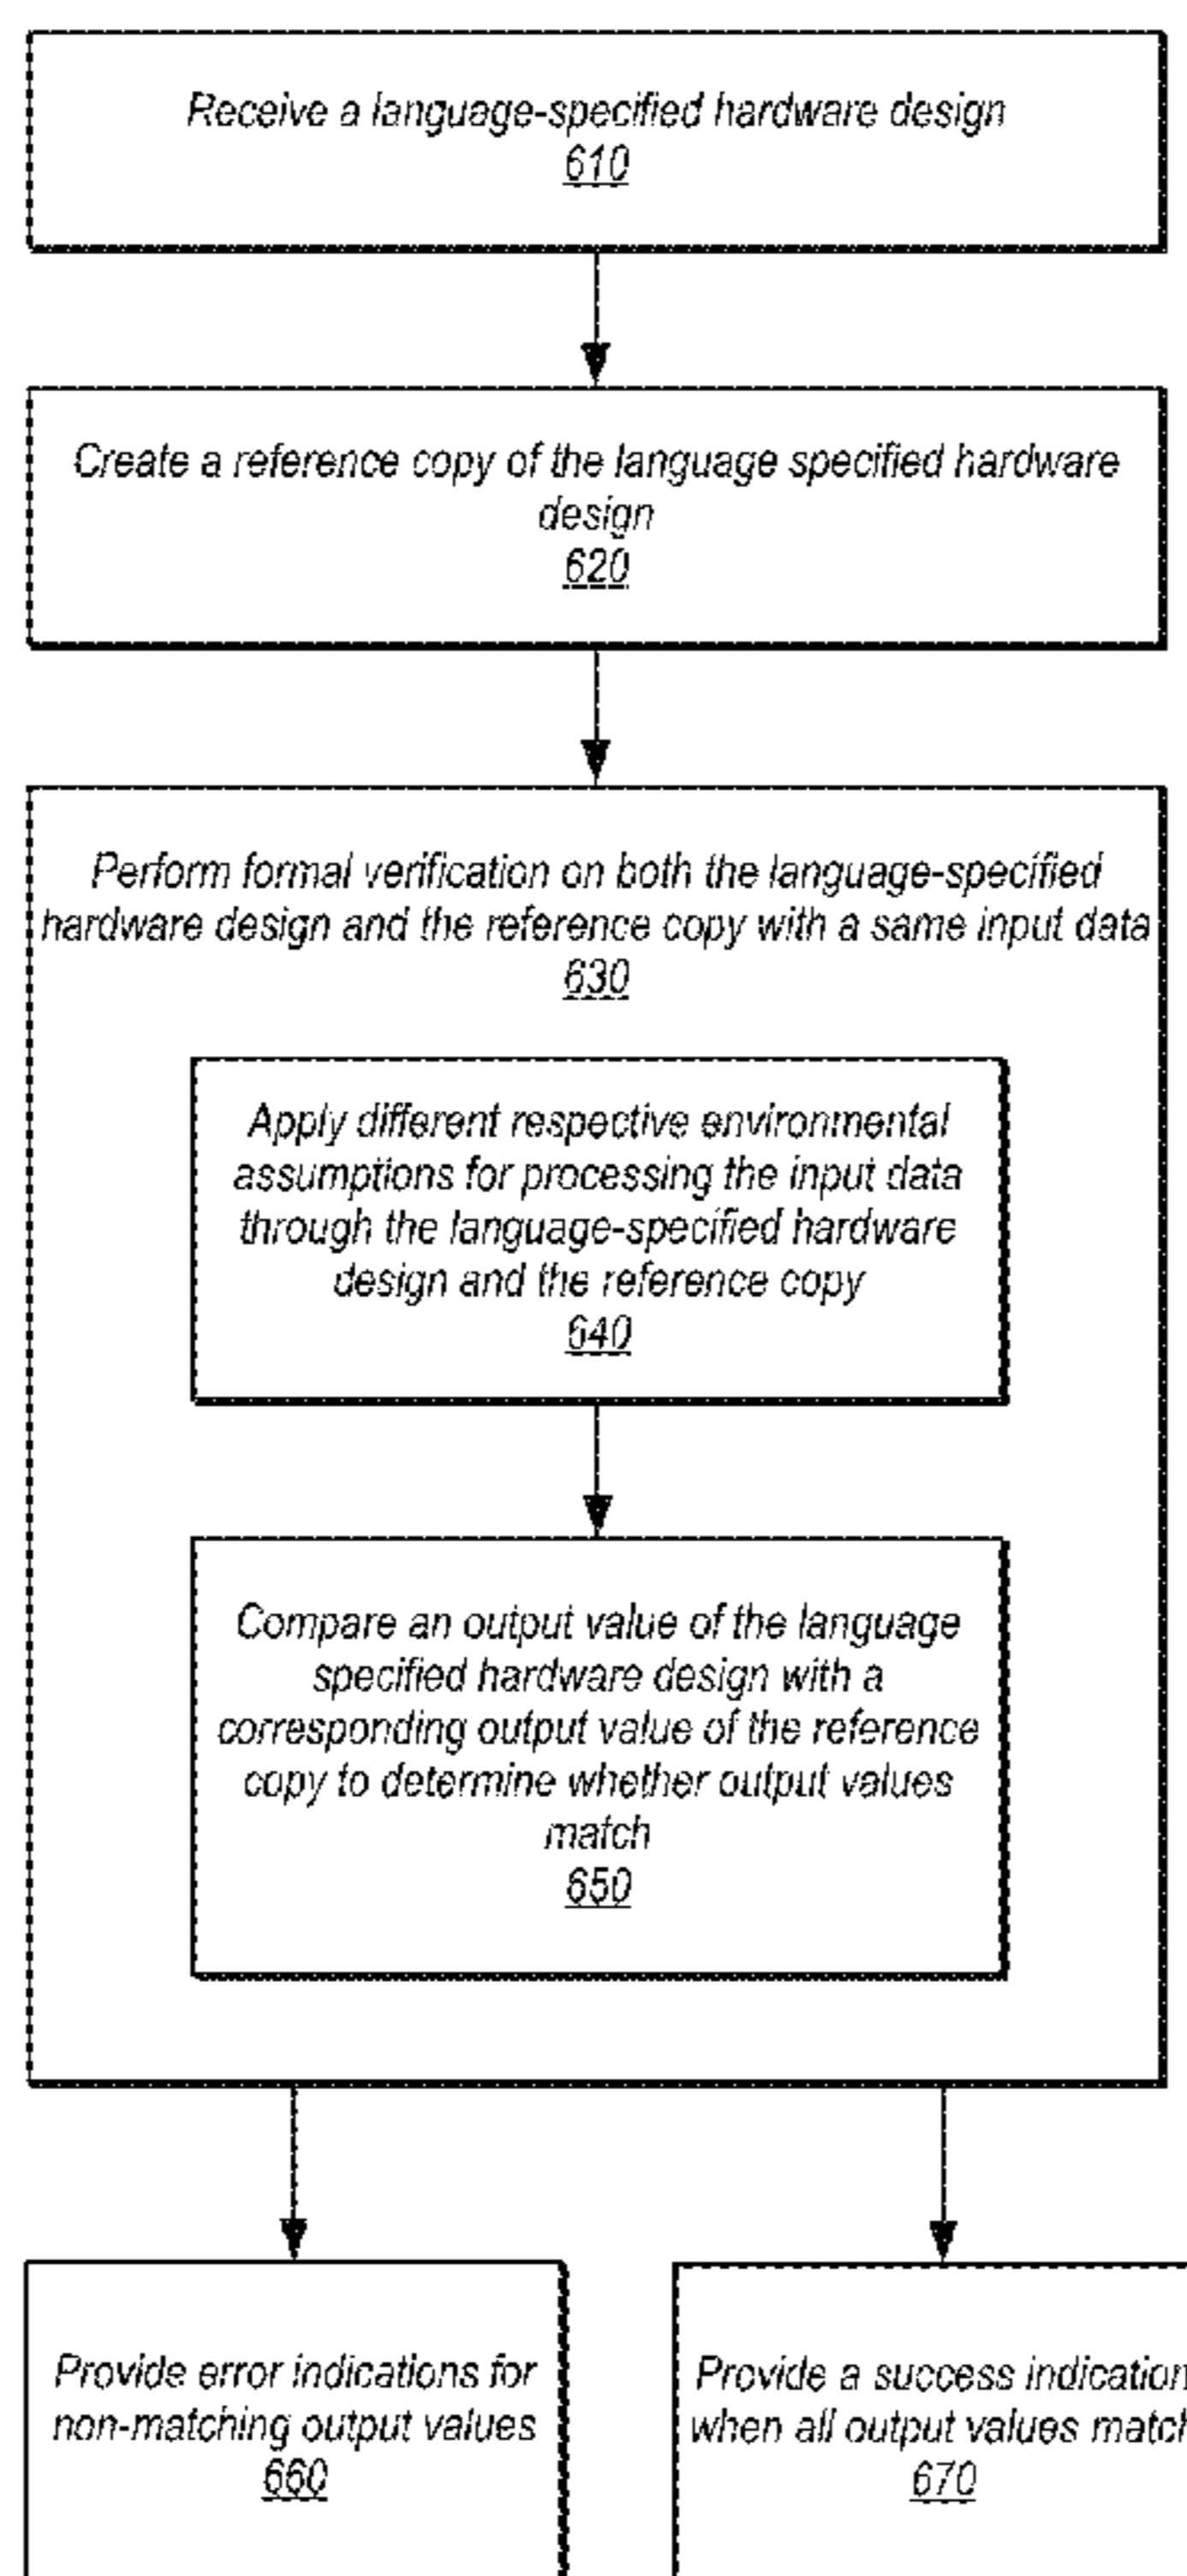 Receive a language-specified hardware design
610
Create a reference copy of the language specified hardware
design
620
Perform formal verification on both the language-specified
hardware design and the reference copy with a same input data
630
Apply different respective environmental
assumptions for processing the input data
through the language-specified hardware
design and the reference copy
640
Compare an output value of the language
specified hardware design with a
corresponding output value of the reference
copy to determine whether output values
match
650
Provide error indications for
non-matching output values
660
Provide a success indication
when all output values match
670